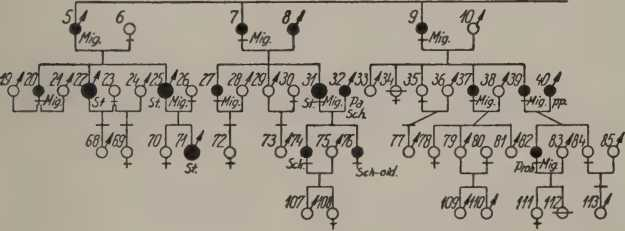 5 6 7 8 9 10
Mig. Mig. Mig.
19 20 21 22 23 24 25 26 27 28 29 30 31 32 33 34 35 36 37 38 39 40
Mig. St. St. Mig. Mig. St. Mig. Pa Sch. Mig. Mig. pp.
68 69 70 71 72 73 74 75 76 77 78 79 80 81 82 83 84 85
St. Sch. Sch-oid. Prob. Mig.
107 108 109 110 111 112 113